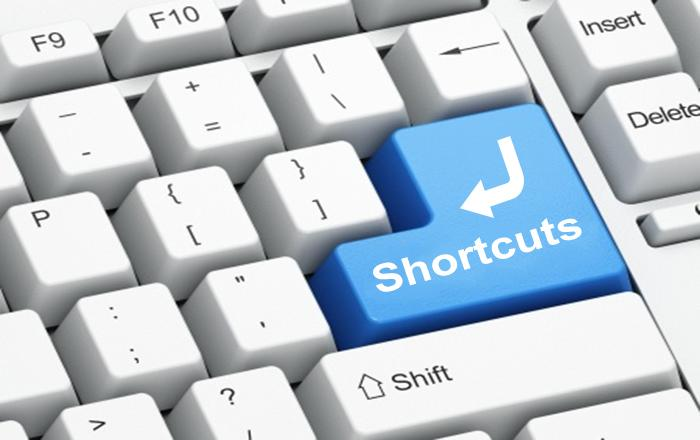 F9
F10
Insert
Delete
—
-
+
=
|
\
P
{
[
}
]
Shortcuts
:
;
"
,
Shift
>
?
/